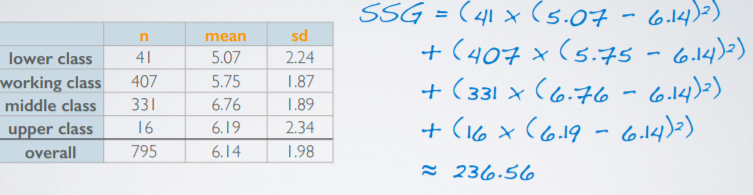 n mean sd
lower class 41 5.07 2.24
working class 407 5.75 1.87
middle class 331 6.76 1.89
upper class 16 6.19 2.34
overall 795 6.14 1.98
SSG = (41 × (5.07 - 6.14)²)
+ (407 × (5.75 - 6.14)²)
+ (331 × (6.76 - 6.14)²)
+ (16 × (6.19 - 6.14)²)
≈ 236.56